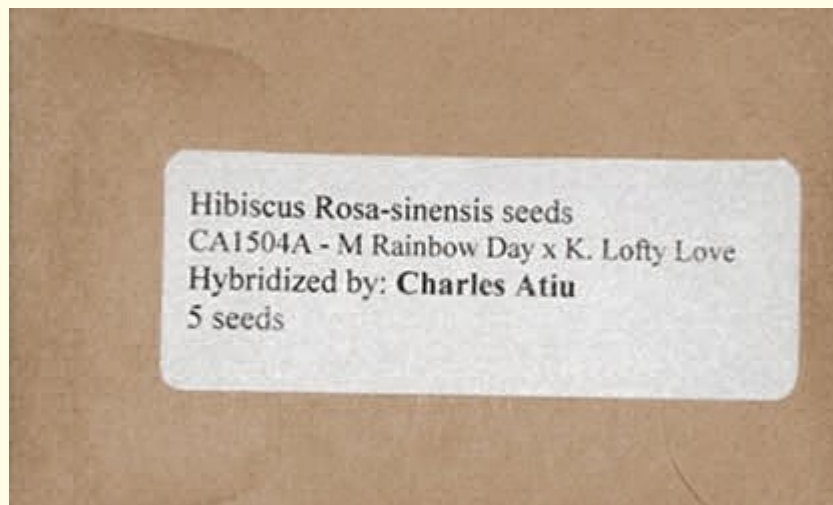 Hibiscus Rosa-sinensis seeds
CA1504A - M Rainbow Day x K. Lofty Love
Hybridized by: Charles Atiu
5 seeds